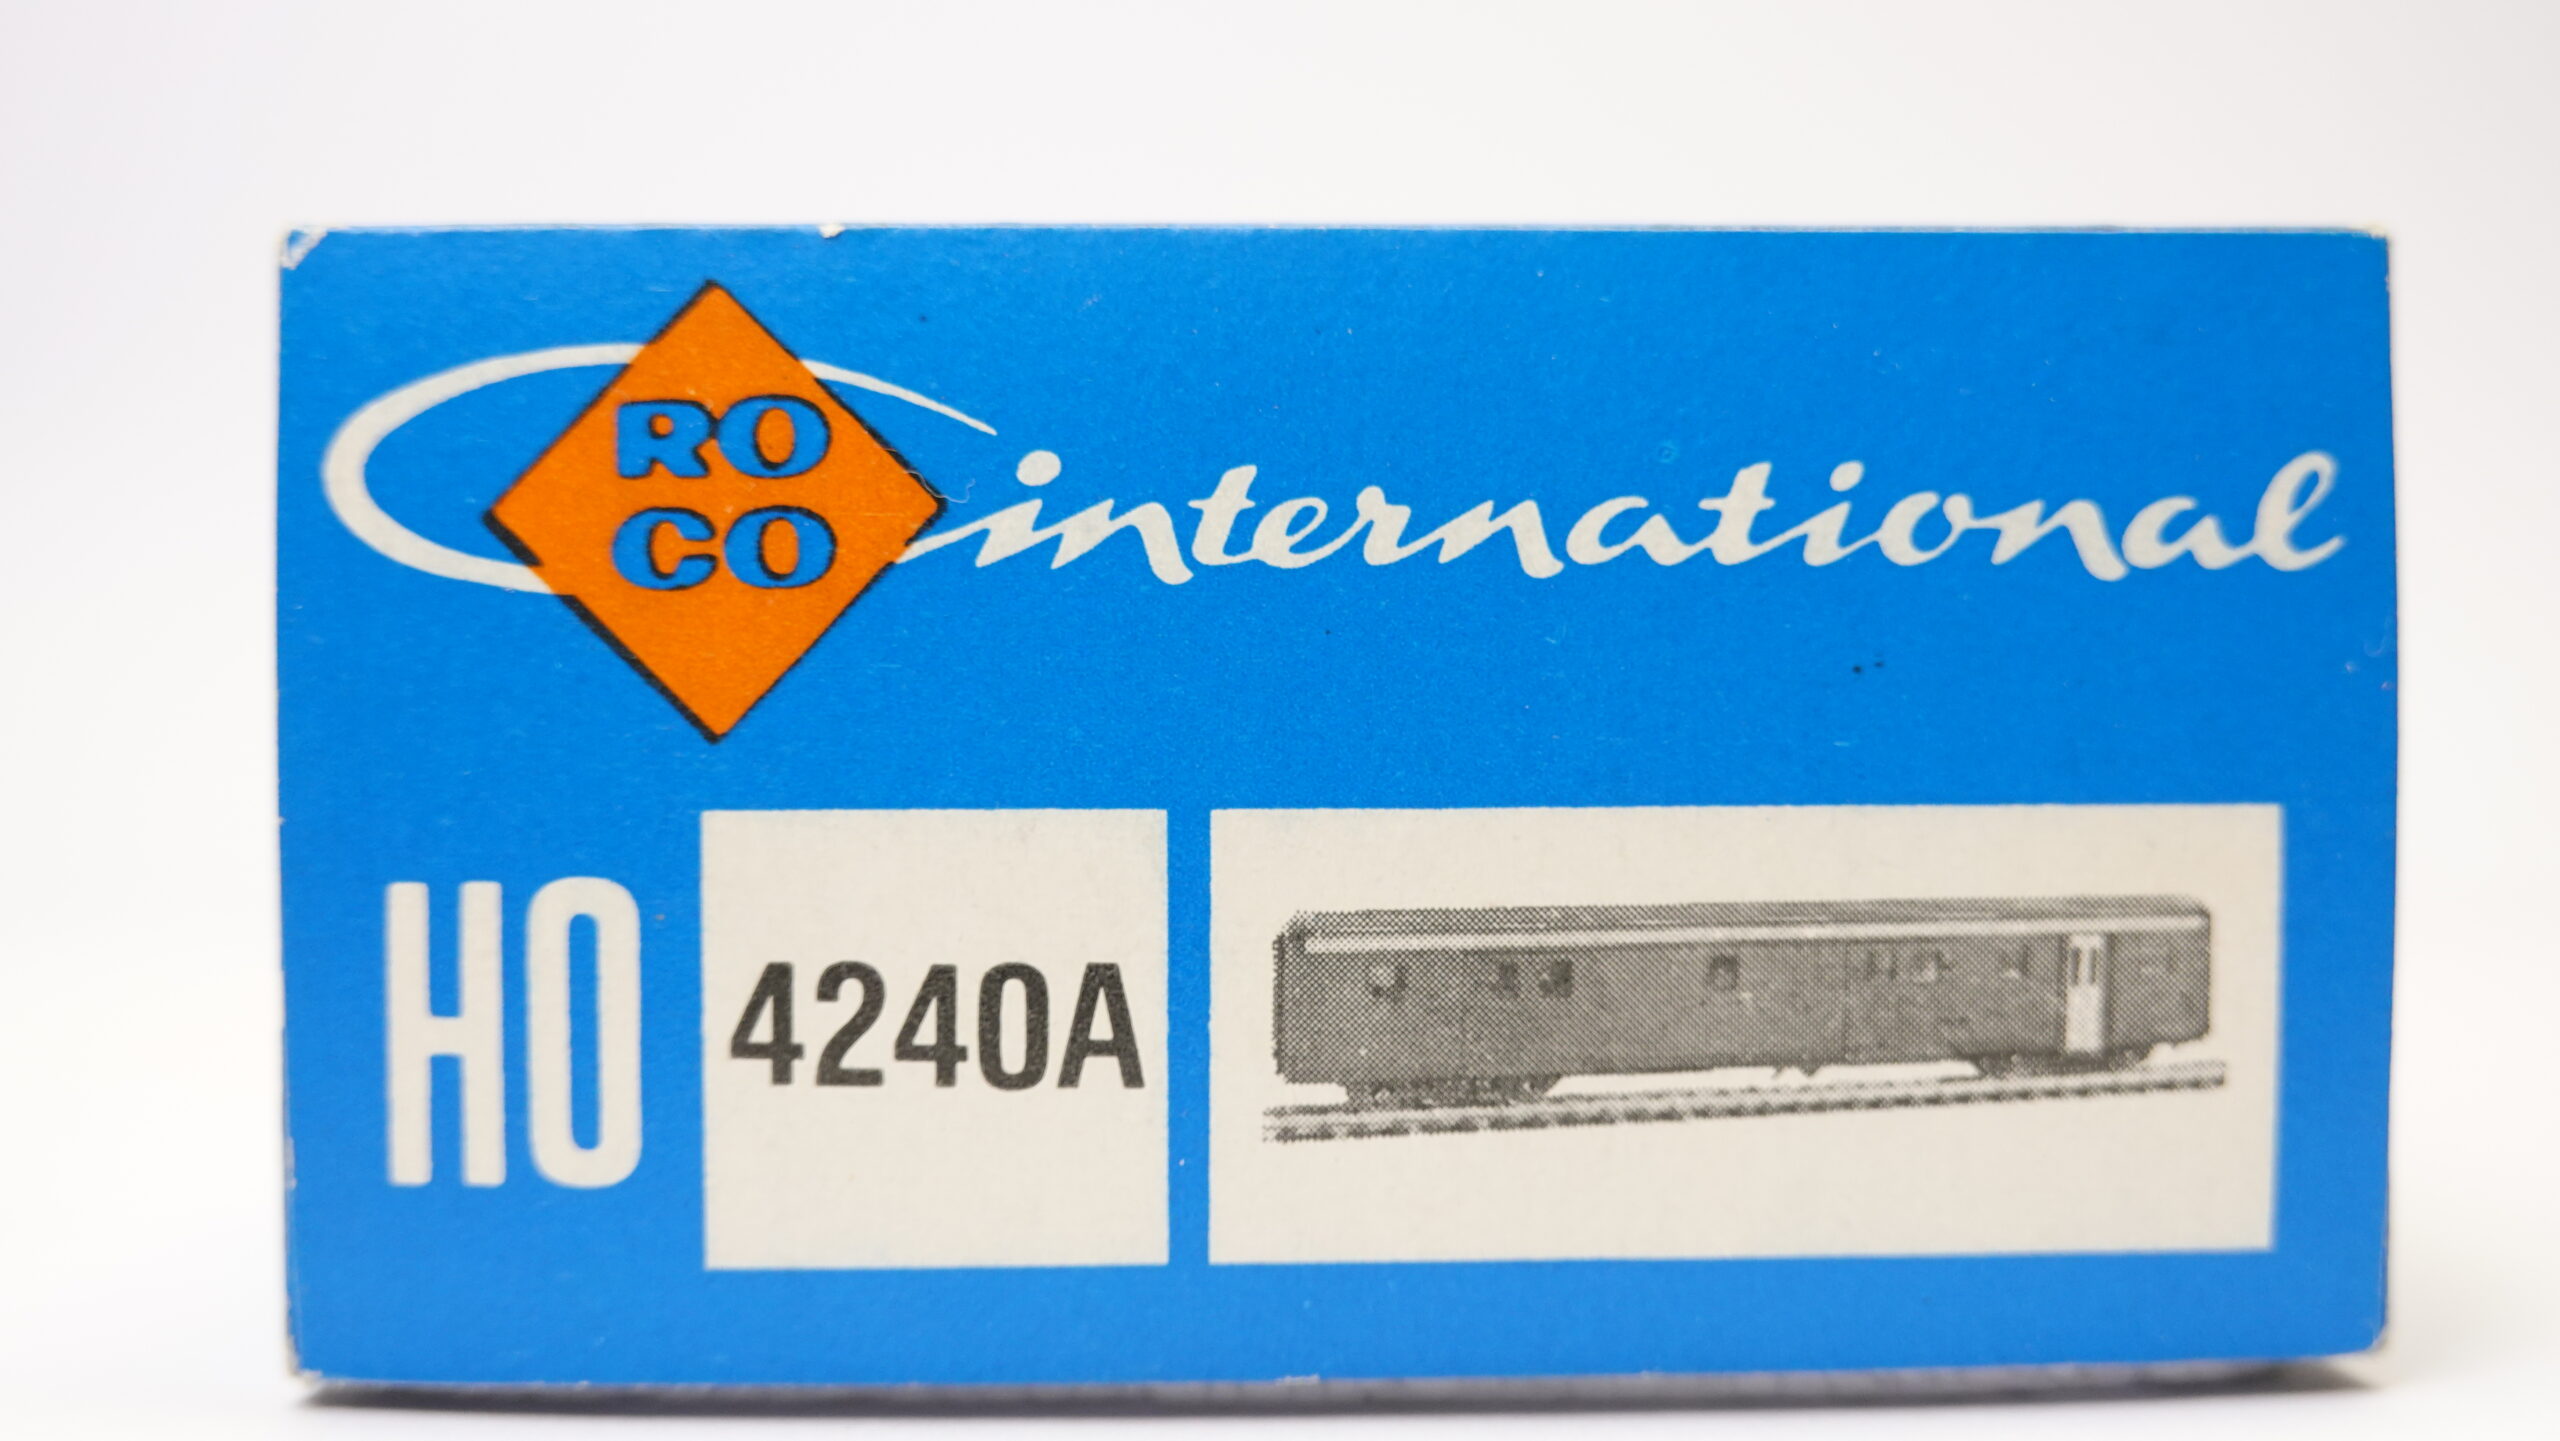 RO
CO
international
HO
4240A